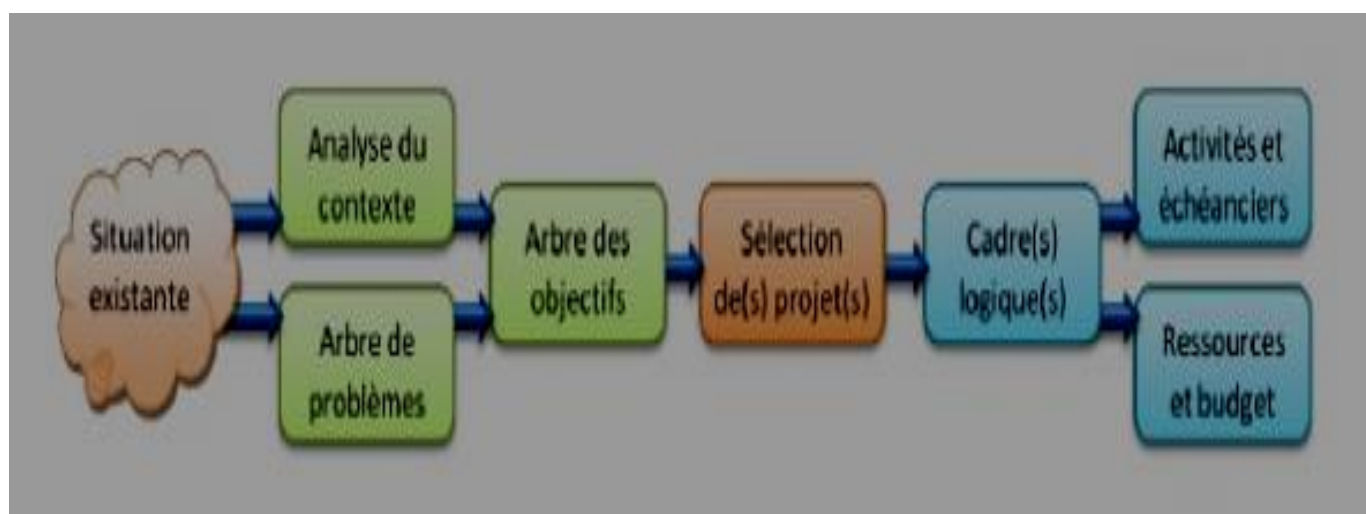 Situation
existante
Analyse du
contexte
Arbre de
problèmes
Arbre des
objectifs
Sélection
de(s) projet(s)
Cadre(s)
logique(s)
Activités et
échéanciers
Ressources
et budget